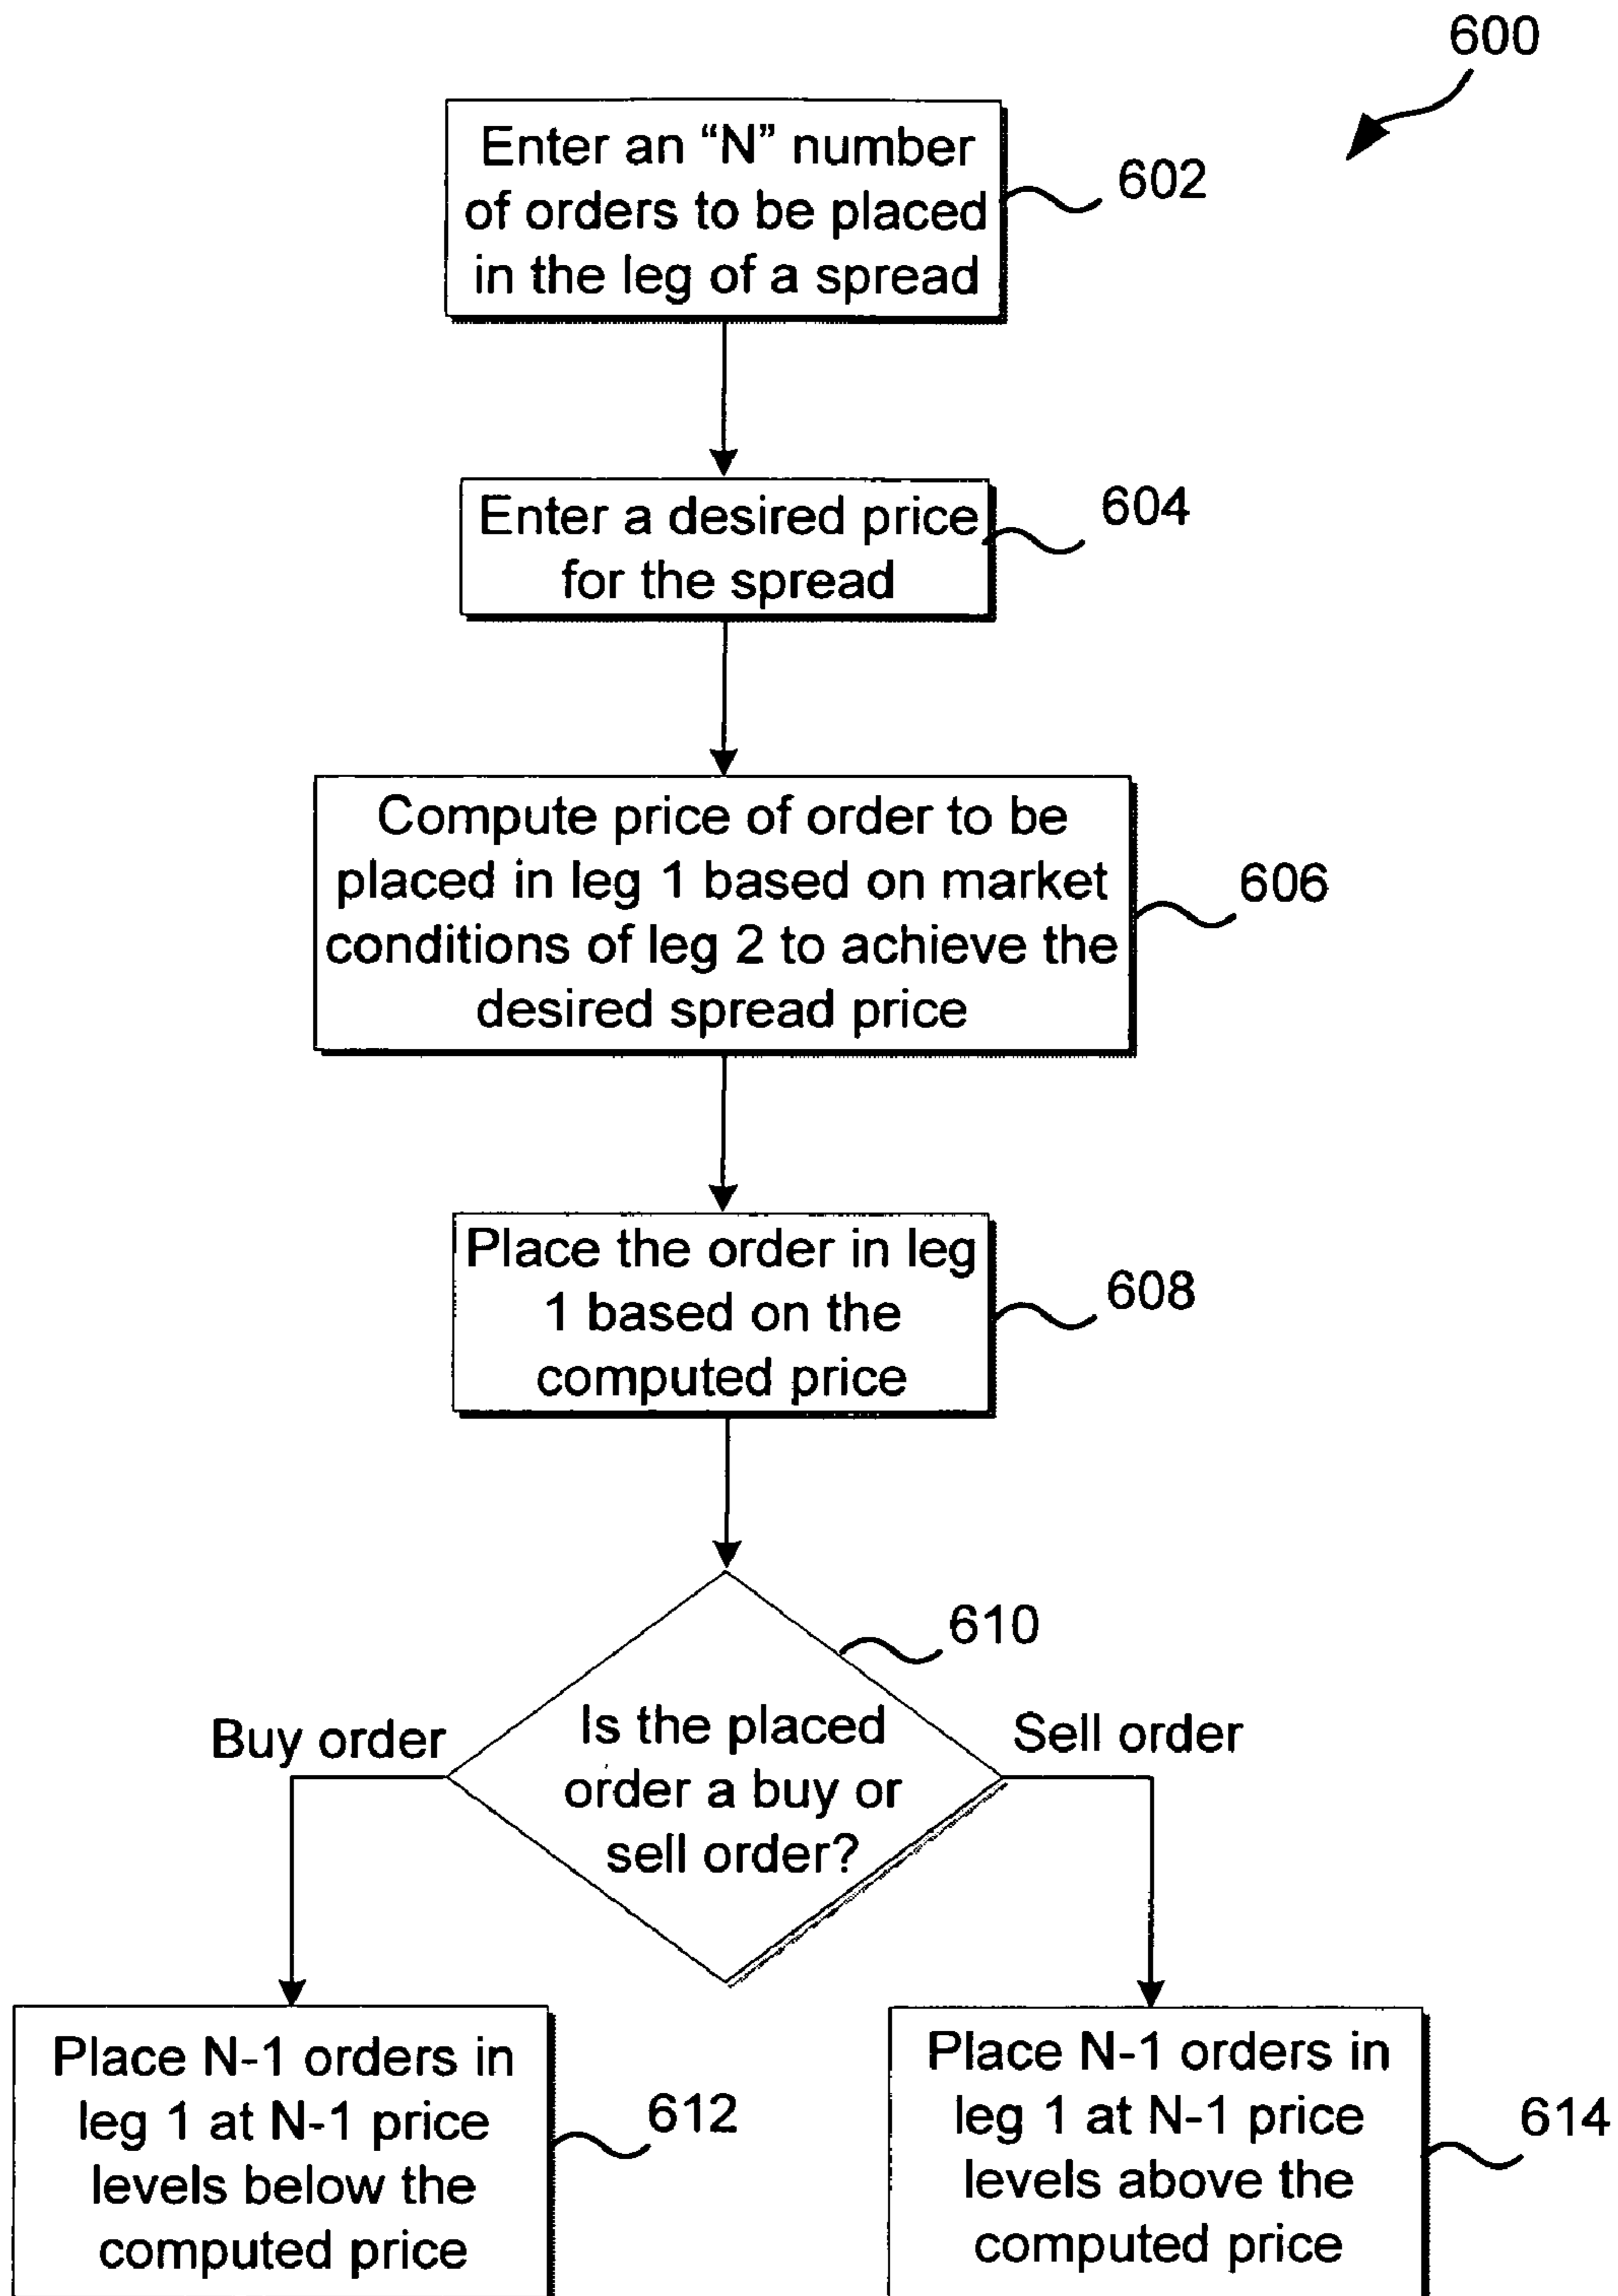 600
Enter an “N” number
of orders to be placed
in the leg of a spread
602
Enter a desired price
for the spread
604
Compute price of order to be
placed in leg 1 based on market
conditions of leg 2 to achieve the
desired spread price
606
Place the order in leg
1 based on the
computed price
608
610
Is the placed
order a buy or
sell order?
Buy order
Sell order
Place N-1 orders in
leg 1 at N-1 price
levels below the
computed price
612
Place N-1 orders in
leg 1 at N-1 price
levels above the
computed price
614